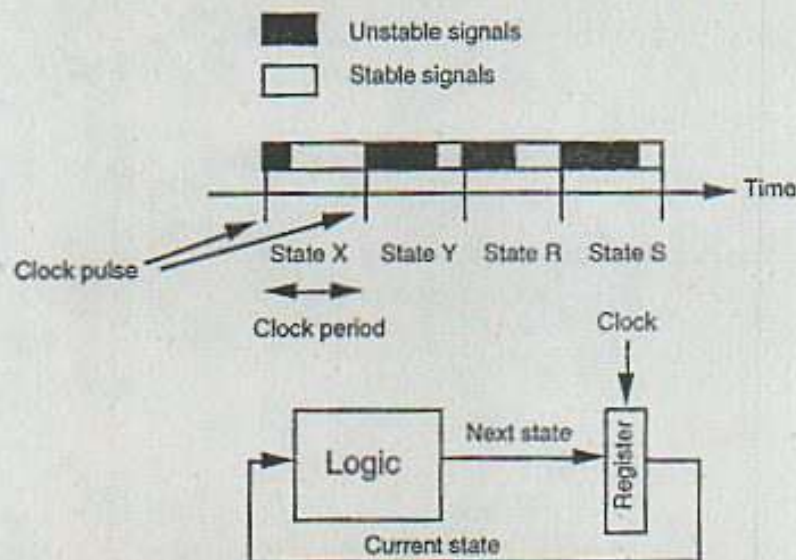 Unstable signals
Stable signals
Time
State X State Y State R State S
Clock pulse
Clock period
Clock
Next state
Logic
Register
Current state